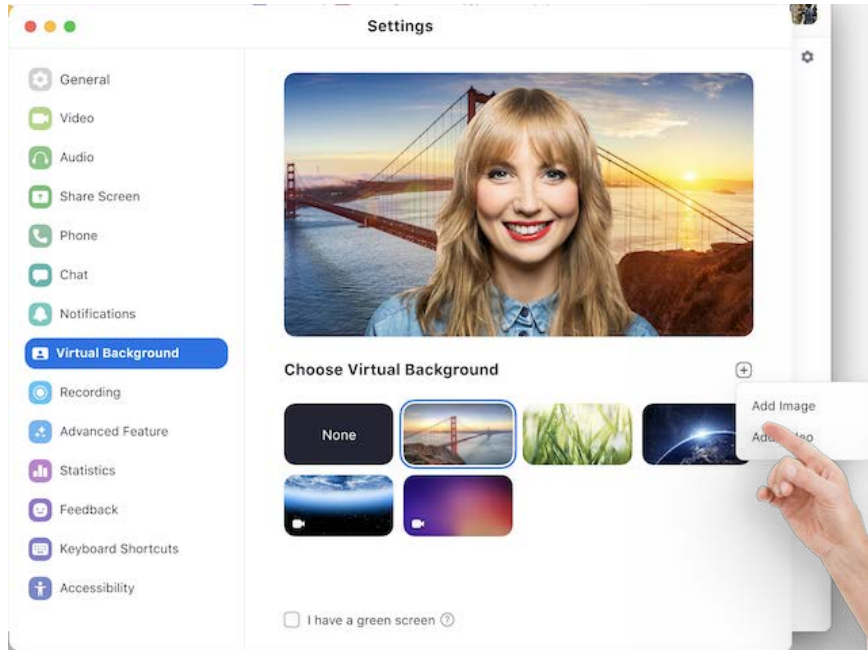 Settings
General
Video
Audio
Share Screen
Phone
Chat
Notifications
Virtual Background
Recording
Advanced Feature
Statistics
Feedback
Keyboard Shortcuts
Accessibility
Choose Virtual Background
Add Image
Add
None
I have a green screen